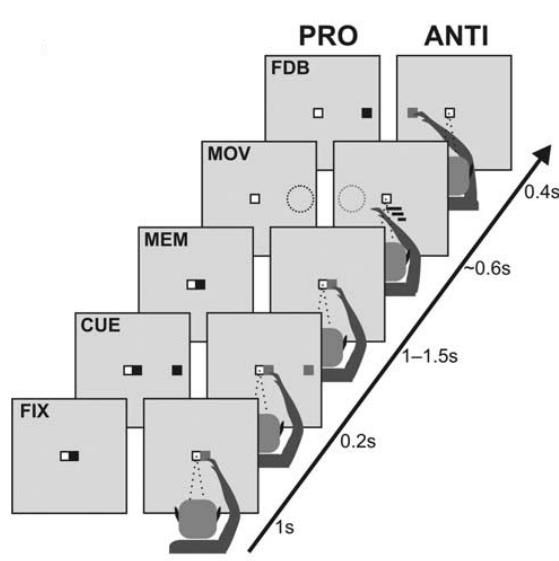 PRO ANTI
FDB
MOV
0.4s
MEM
~0.6s
CUE
1–1.5s
FIX
0.2s
1s